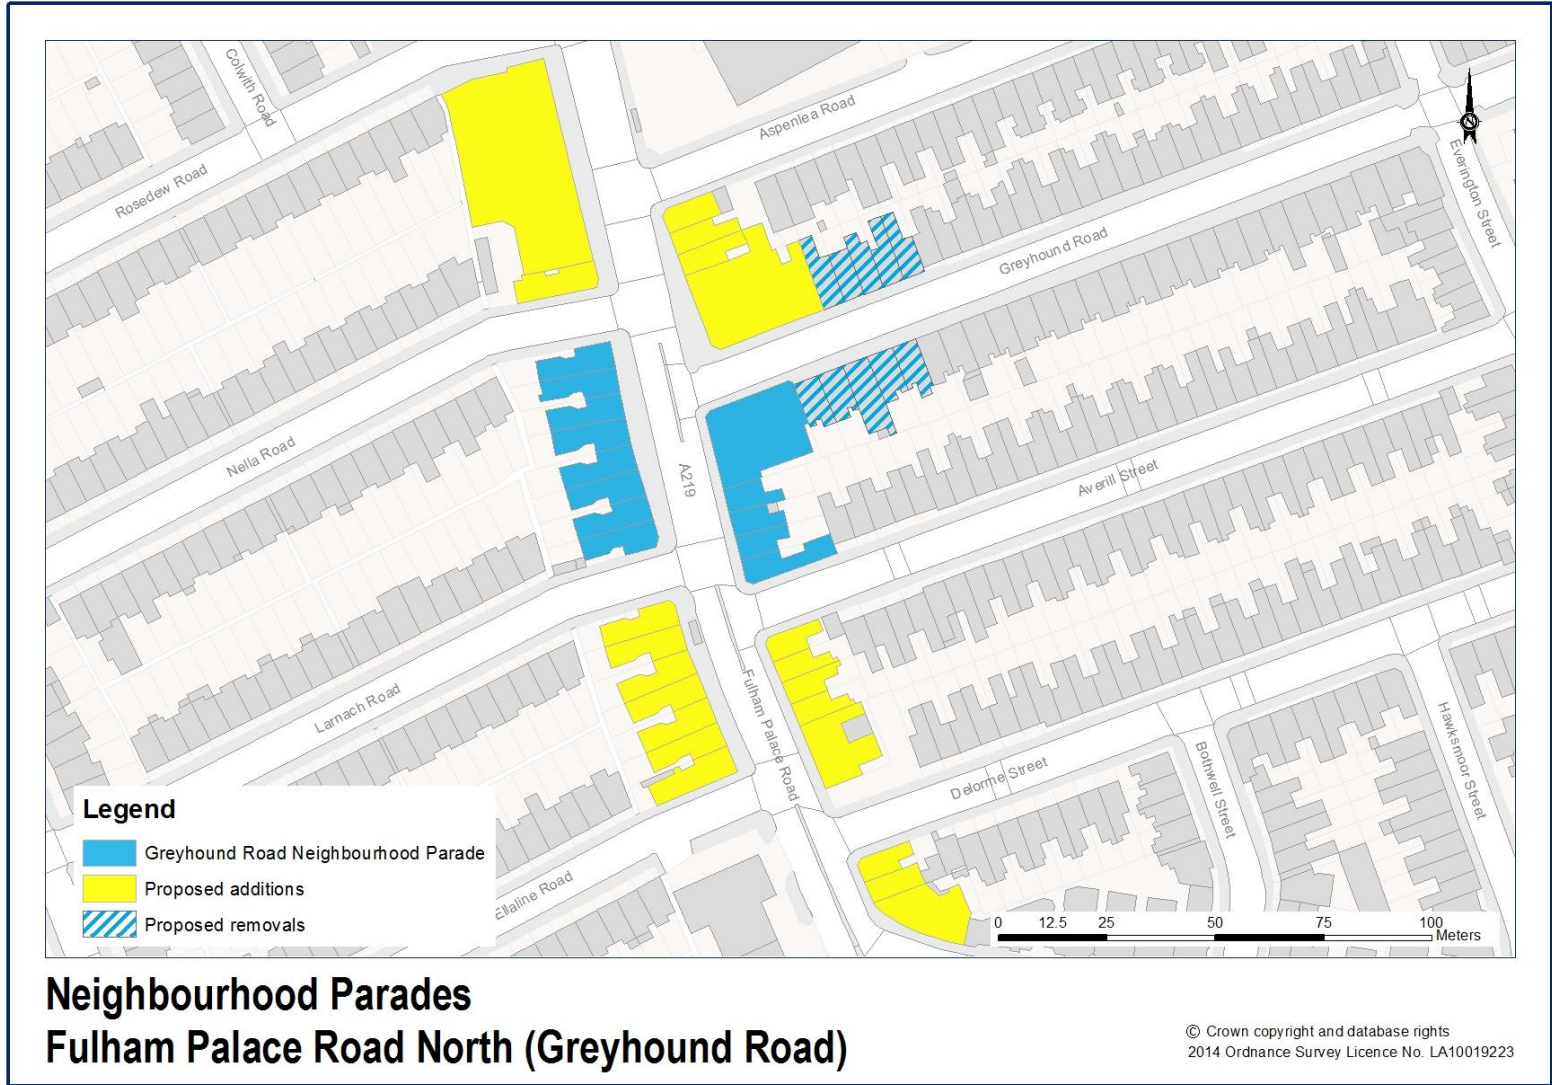 Colwith Road
Rosedew Road
Aspenlea Road
Everington Street
Greyhound Road
Nella Road
A219
Averill Street
Larnach Road
Fulham Palace Road
Delorme Street
Bothwell Street
Hawksmoor Street
Ellaline Road
N
Legend
Greyhound Road Neighbourhood Parade
Proposed additions
Proposed removals
0 12.5 25 50 75 100
Meters
Neighbourhood Parades
Fulham Palace Road North (Greyhound Road)
© Crown copyright and database rights
2014 Ordnance Survey Licence No. LA10019223